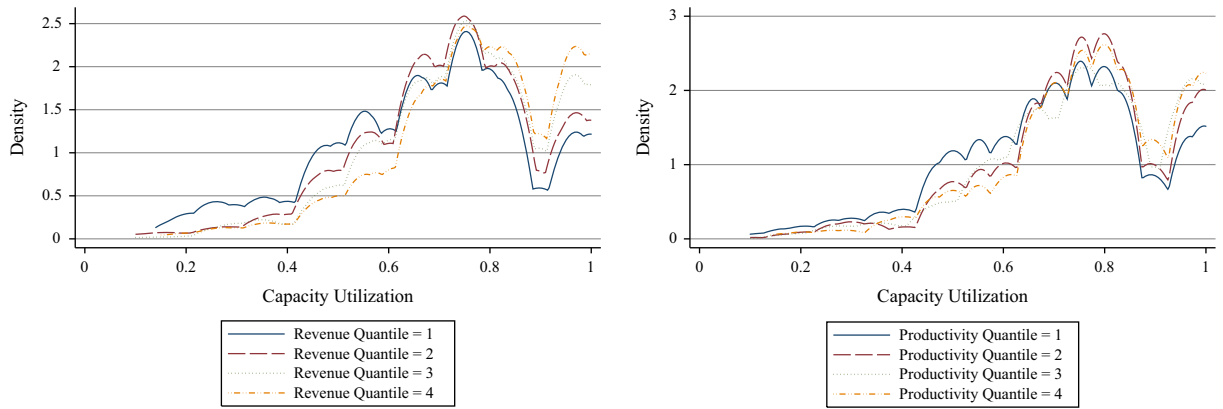 Density
2.5
2
1.5
1
0.5
0
0 0.2 0.4 0.6 0.8 1
Capacity Utilization
Revenue Quantile = 1
Revenue Quantile = 2
Revenue Quantile = 3
Revenue Quantile = 4
Density
3
2
1
0
0 0.2 0.4 0.6 0.8 1
Capacity Utilization
Productivity Quantile = 1
Productivity Quantile = 2
Productivity Quantile = 3
Productivity Quantile = 4